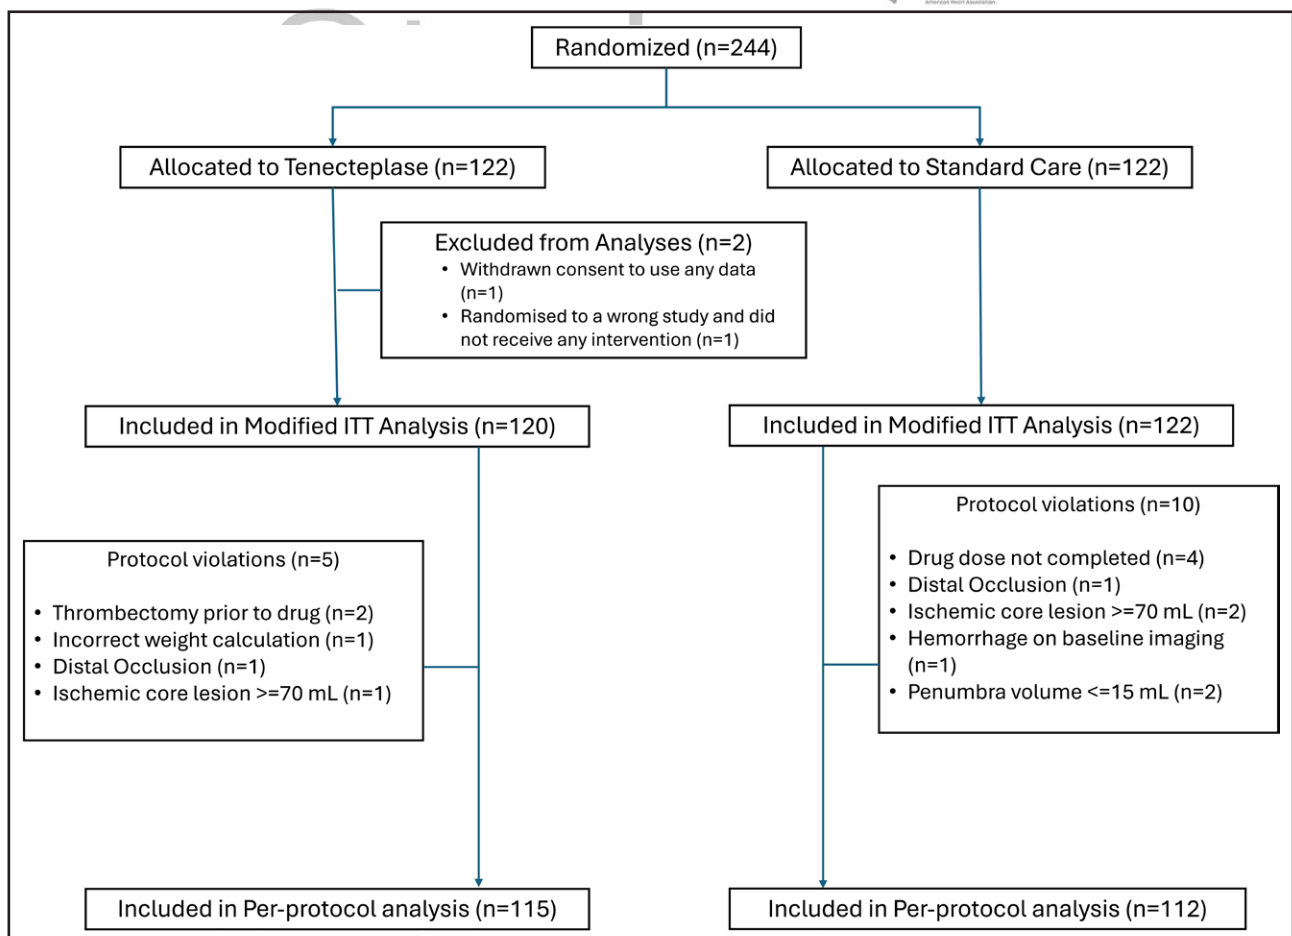 American Heart Association.
Randomized (n=244)
Allocated to Tenecteplase (n=122)
Allocated to Standard Care (n=122)
Excluded from Analyses (n=2)
• Withdrawn consent to use any data
(n=1)
• Randomised to a wrong study and did
not receive any intervention (n=1)
Included in Modified ITT Analysis (n=120)
Included in Modified ITT Analysis (n=122)
Protocol violations (n=5)
• Thrombectomy prior to drug (n=2)
• Incorrect weight calculation (n=1)
• Distal Occlusion (n=1)
• Ischemic core lesion >=70 mL (n=1)
Protocol violations (n=10)
• Drug dose not completed (n=4)
• Distal Occlusion (n=1)
• Ischemic core lesion >=70 mL (n=2)
• Hemorrhage on baseline imaging
(n=1)
• Penumbra volume <=15 mL (n=2)
Included in Per-protocol analysis (n=115)
Included in Per-protocol analysis (n=112)